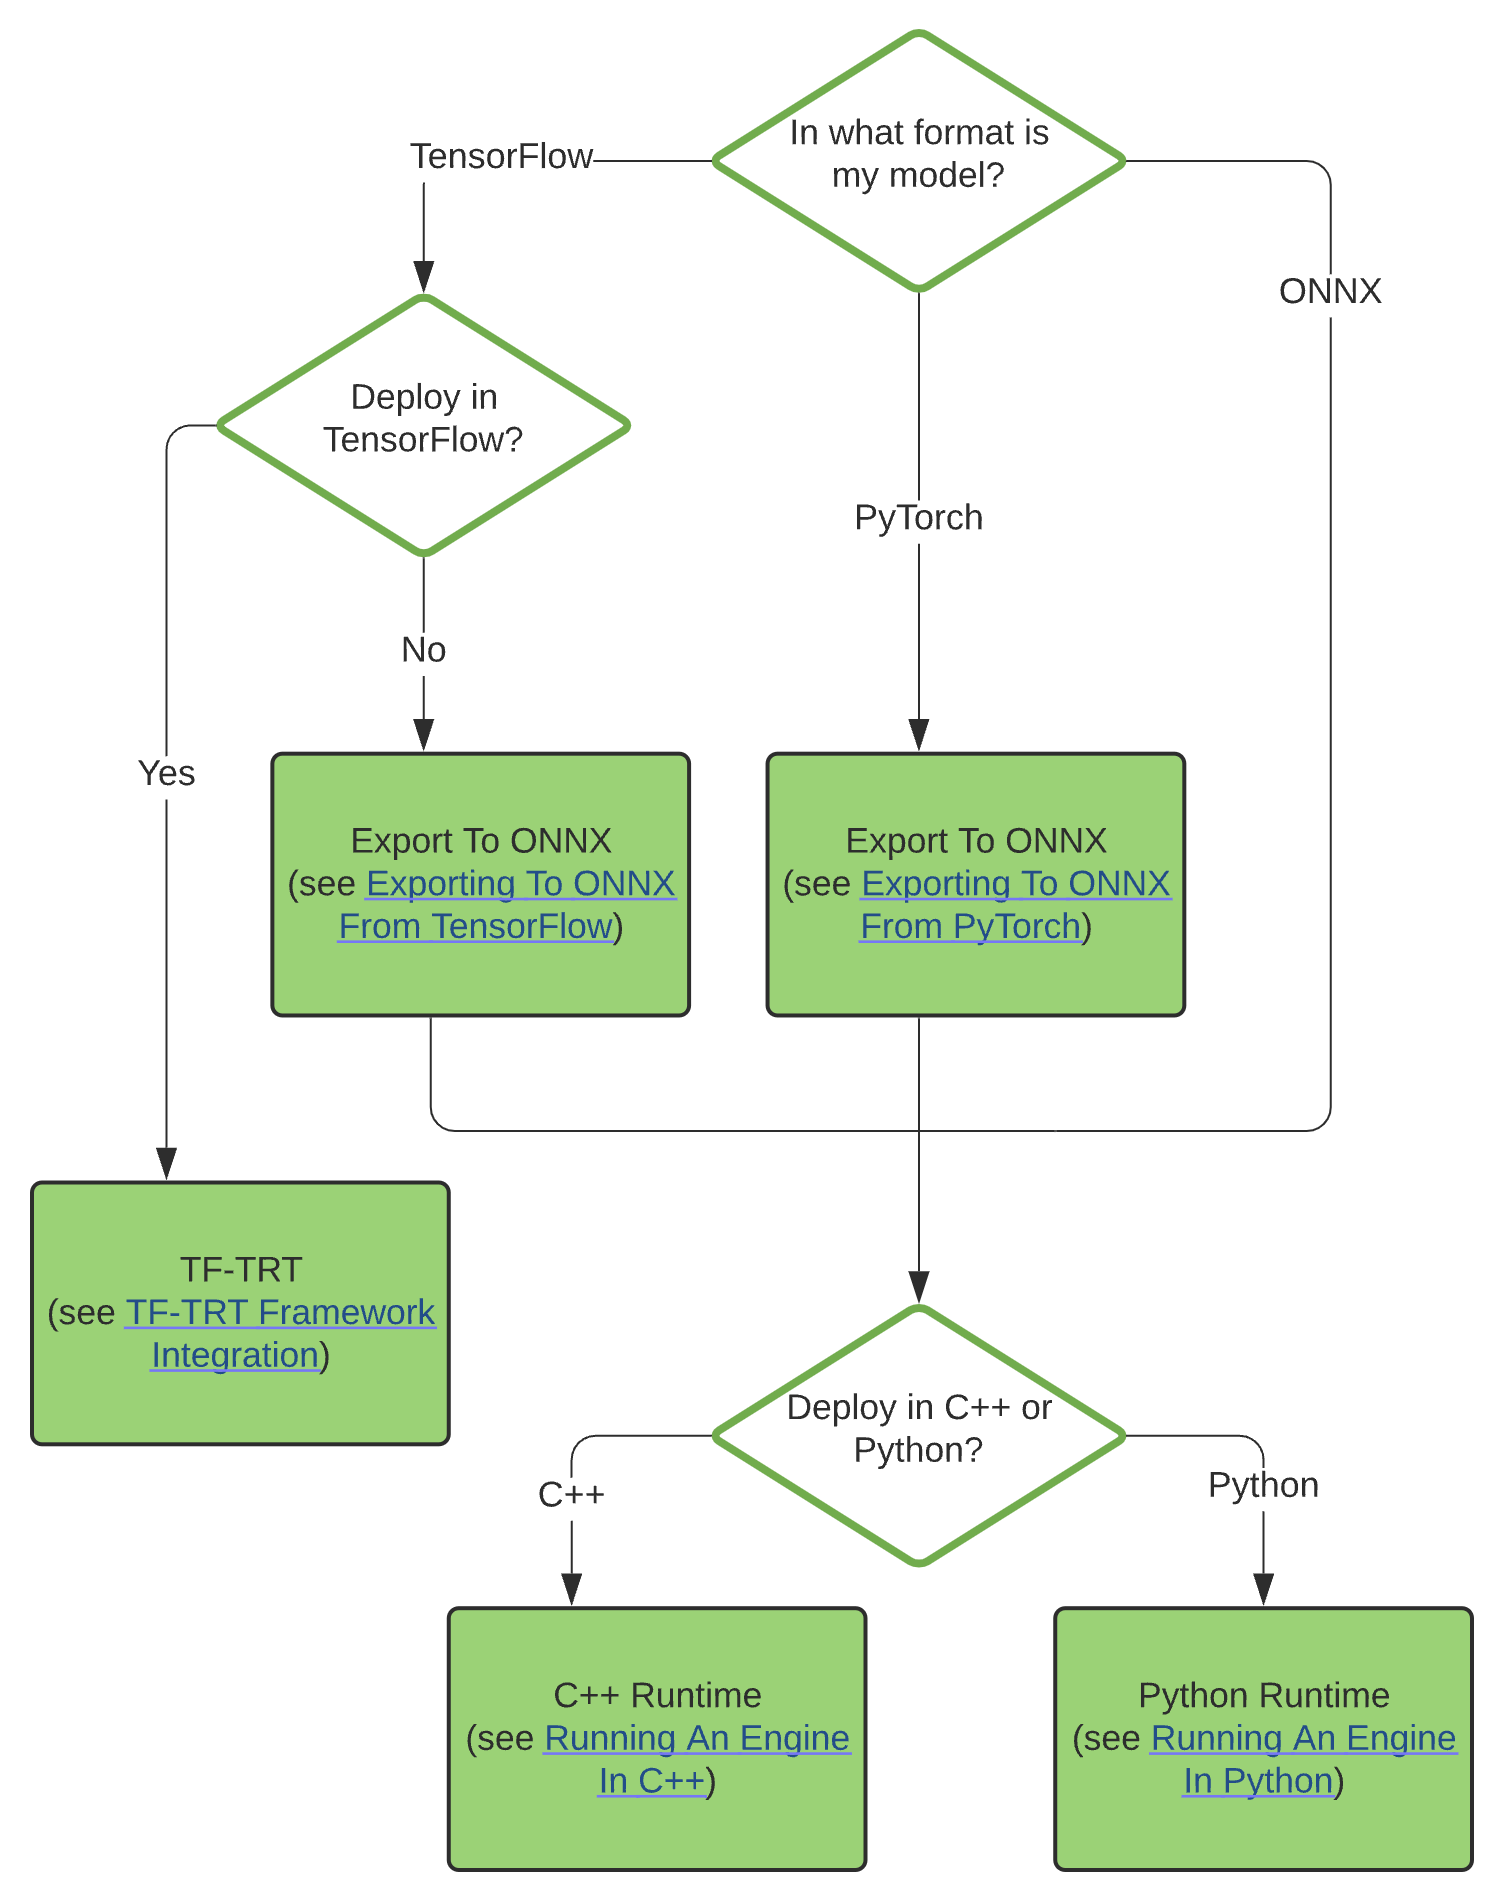 In what format is
my model?
TensorFlow
ONNX
Deploy in
TensorFlow?
PyTorch
No
Yes
Export To ONNX
(see Exporting To ONNX
From TensorFlow)
Export To ONNX
(see Exporting To ONNX
From PyTorch)
TF-TRT
(see TF-TRT Framework
Integration)
Deploy in C++ or
Python?
C++
Python
C++ Runtime
(see Running An Engine
In C++)
Python Runtime
(see Running An Engine
In Python)